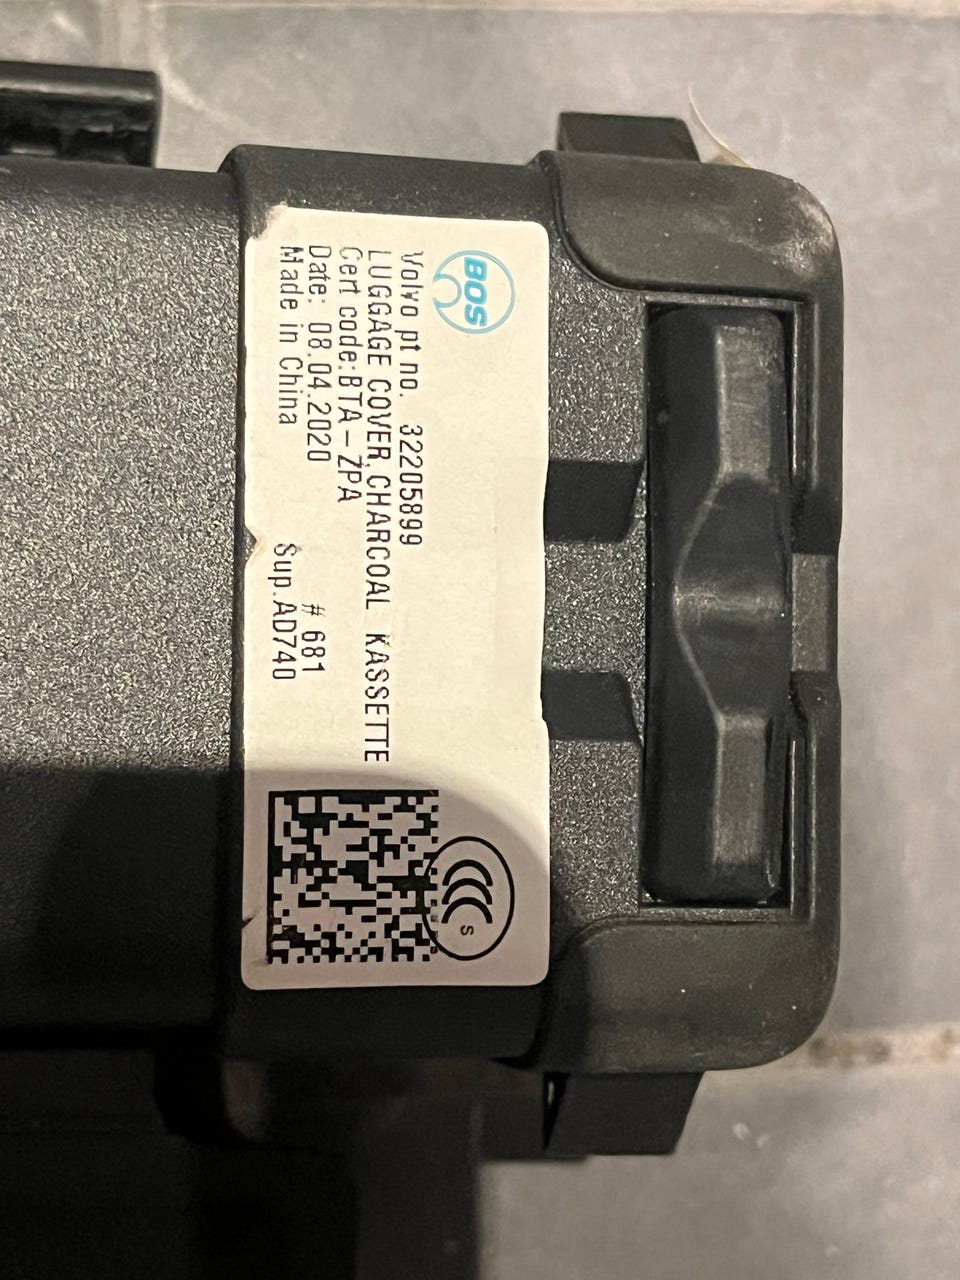 BOS
Volvo pt no. 32205899
LUGGAGE COVER, CHARCOAL KASSETTE
Cert code:BTA-ZPA
Date: 08.04.2020 # 681
Made in China Sup.AD740
CCC S